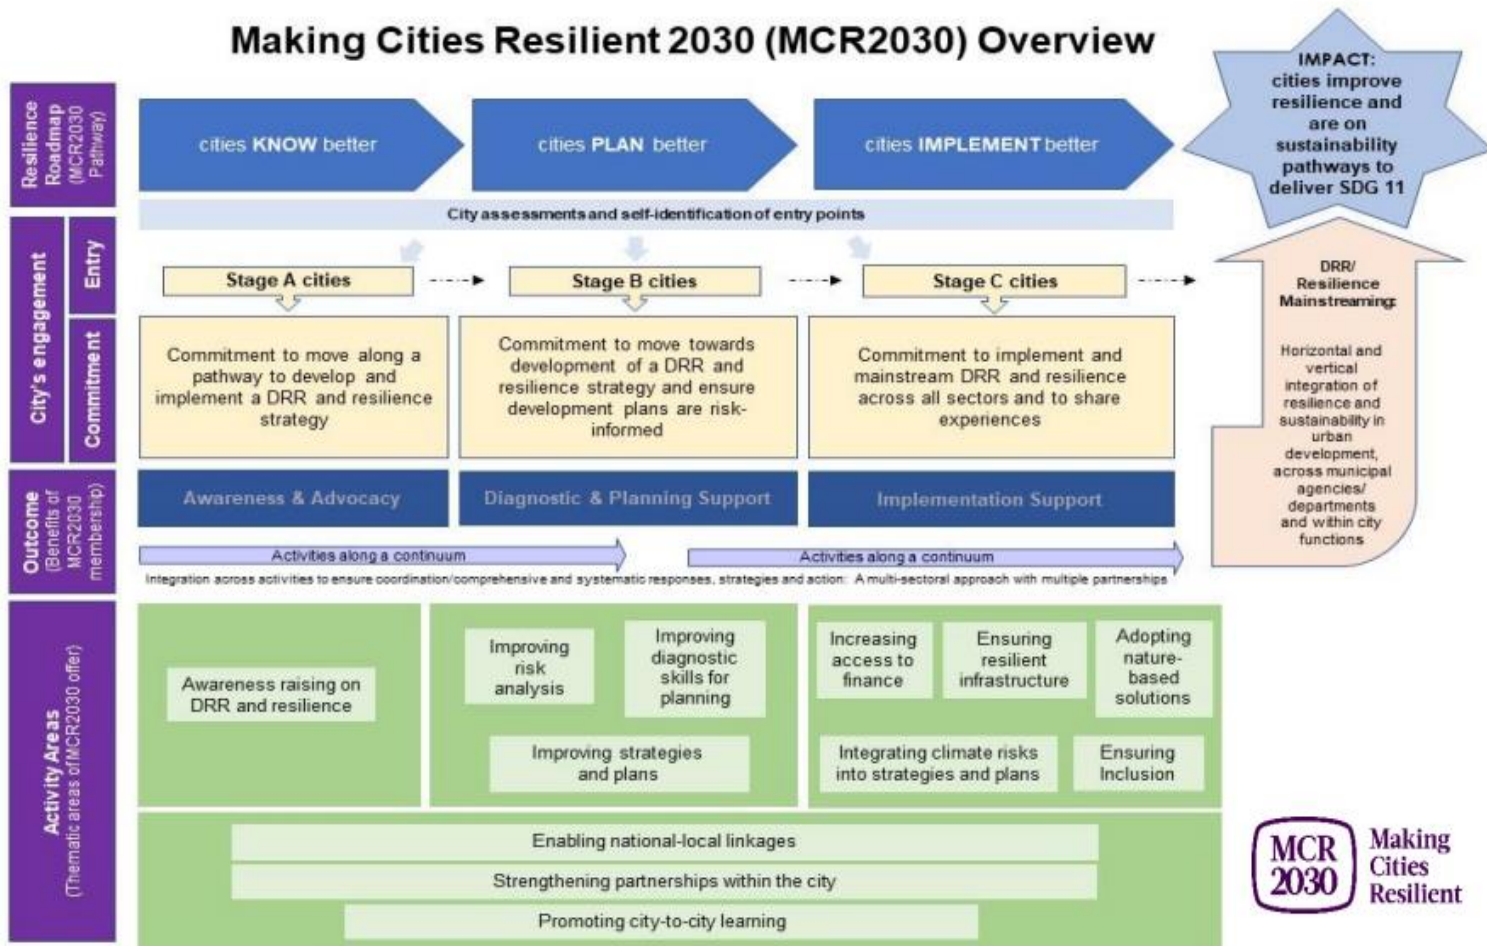 Making Cities Resilient 2030 (MCR2030) Overview
IMPACT:
cities improve
resilience and
are on
sustainability
pathways to
deliver SDG 11
Resilience
Roadmap
(MCR2030
Pathway)
cities KNOW better
cities PLAN better
cities IMPLEMENT better
City assessments and self-identification of entry points
City's engagement
Entry
Stage A cities
Stage B cities
Stage C cities
Commitment
Commitment to move along a
pathway to develop and
implement a DRR and resilience
strategy
Commitment to move towards
development of a DRR and
resilience strategy and ensure
development plans are risk-
informed
Commitment to implement and
mainstream DRR and resilience
across all sectors and to share
experiences
DRR/
Resilience
Mainstreaming:
Horizontal and
vertical
integration of
resilience and
sustainability in
urban
development,
across municipal
agencies/
departments
and within city
functions
Outcome
(Benefits of
MCR2030
membership)
Awareness & Advocacy
Diagnostic & Planning Support
Implementation Support
Activities along a continuum
Activities along a continuum
Integration across activities to ensure coordination/comprehensive and systematic responses, strategies and action: A multi-sectoral approach with multiple partnerships
Activity Areas
(Thematic areas of MCR2030 offer)
Awareness raising on
DRR and resilience
Improving
risk
analysis
Improving
diagnostic
skills for
planning
Improving strategies
and plans
Increasing
access to
finance
Ensuring
resilient
infrastructure
Adopting
nature-
based
solutions
Integrating climate risks
into strategies and plans
Ensuring
Inclusion
Enabling national-local linkages
Strengthening partnerships within the city
Promoting city-to-city learning
MCR
2030
Making
Cities
Resilient